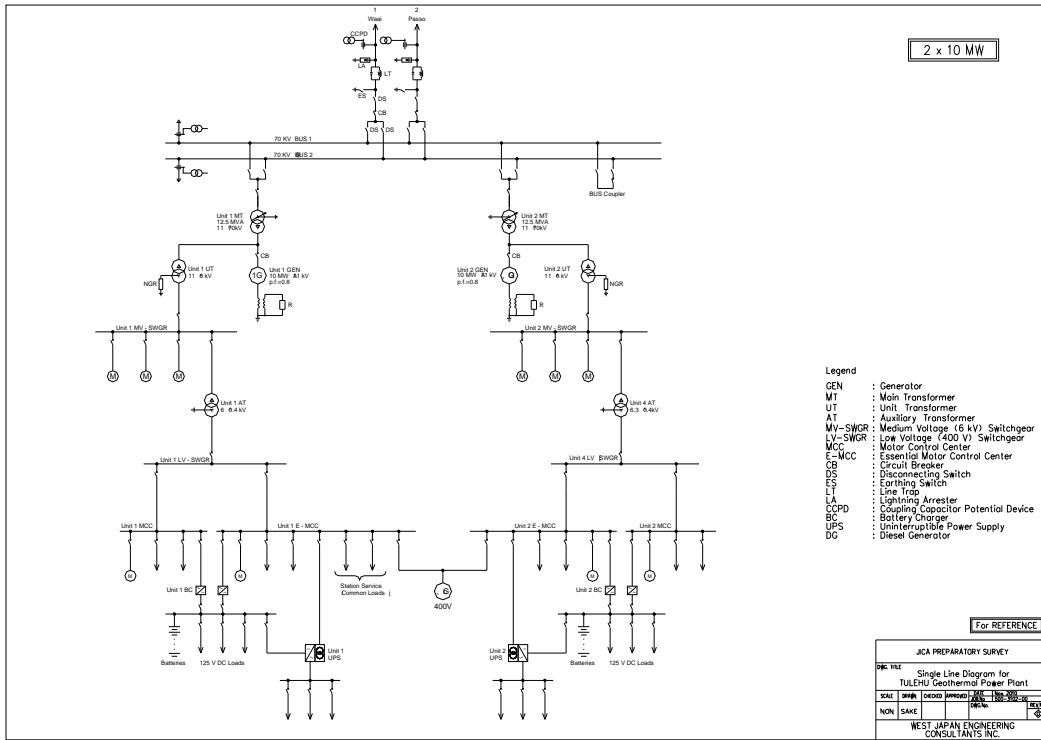 1
Waai
2
Passo
CCPD
LA
LT
ES
DS
CB
DS
DS
2 x 10 MW
70 KV BUS 1
70 KV BUS 2
BUS Coupler
Unit 1 MT
12.5 MVA
Unit 2 MT
12.5 MVA
CB
CB
Unit 1 UT
NGR
1G
Unit 1 GEN
p.f.=0.8
R
Unit 2 GEN
p.f.=0.8
G
Unit 2 UT
NGR
R
Unit 1 MV - SWGR
Unit 2 MV - SWGR
M
M
M
M
M
M
Unit 1 AT
Unit 4 AT
Unit 1 LV - SWGR
Unit 4 LV SWGR
Unit 1 MCC
Unit 1 E - MCC
Unit 2 E - MCC
Unit 2 MCC
M
M
M
M
Unit 1 BC
Station Service
Common Loads
G
400V
Unit 2 BC
Batteries
125 V DC Loads
Unit 1
UPS
Unit 2
UPS
Batteries
125 V DC Loads
Legend
GEN : Generator
MT : Main Transformer
UT : Unit Transformer
AT : Auxiliary Transformer
MV-SWGR : Medium Voltage (6 kV) Switchgear
LV-SWGR : Low Voltage (400 V) Switchgear
MCC : Motor Control Center
E-MCC : Essential Motor Control Center
CB : Circuit Breaker
DS : Disconnecting Switch
ES : Earthing Switch
LT : Line Trap
LA : Lightning Arrester
CCPD : Coupling Capacitor Potential Device
BC : Battery Charger
UPS : Uninterruptible Power Supply
DG : Diesel Generator
For REFERENCE
JICA PREPARATORY SURVEY
DWG. TITLE
Single Line Diagram for
TULEHU Geothermal Power Plant
SCALE DRAWN CHECKED APPROVED DATE Nov. 2010
NON SAKE
DWG.No.
WEST JAPAN ENGINEERING
CONSULTANTS INC.